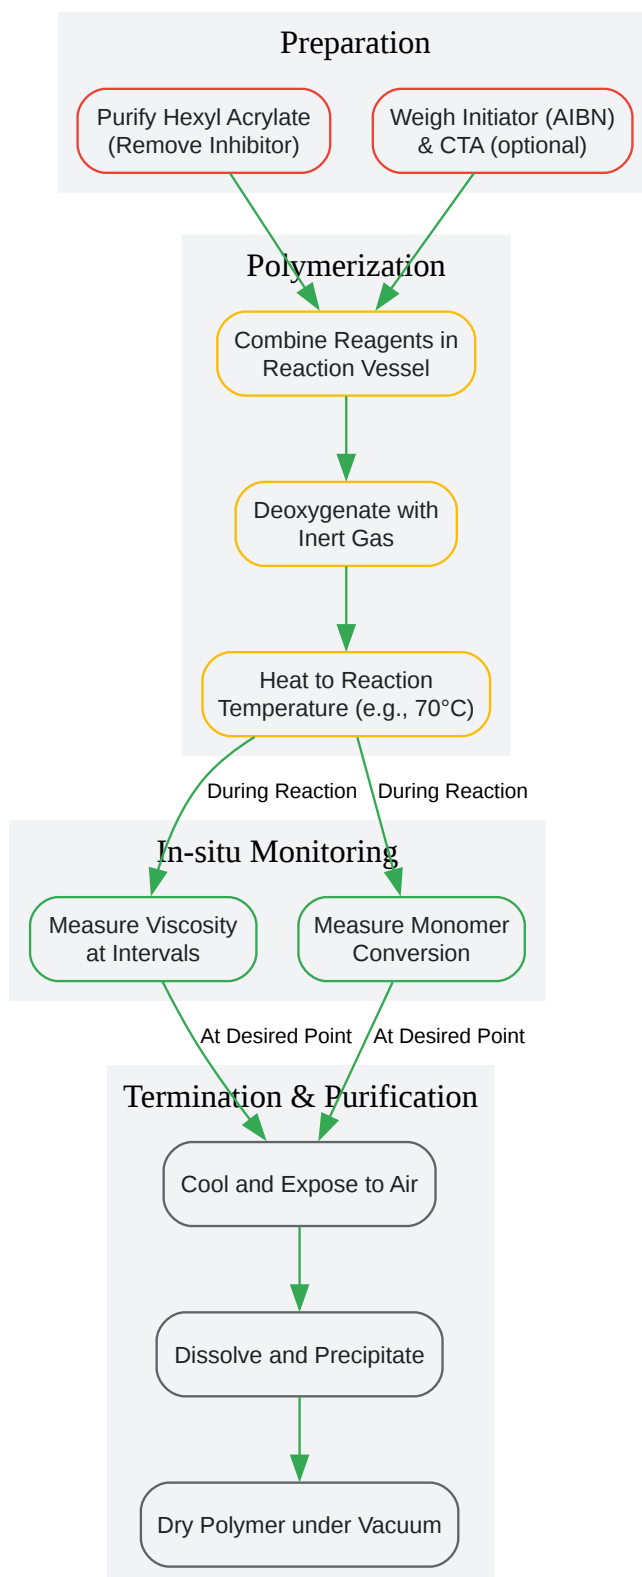 Preparation
Purify Hexyl Acrylate
(Remove Inhibitor)
Weigh Initiator (AIBN)
& CTA (optional)
Polymerization
Combine Reagents in
Reaction Vessel
Deoxygenate with
Inert Gas
Heat to Reaction
Temperature (e.g., 70°C)
During Reaction
During Reaction
In-situ Monitoring
Measure Viscosity
at Intervals
Measure Monomer
Conversion
At Desired Point
At Desired Point
Termination & Purification
Cool and Expose to Air
Dissolve and Precipitate
Dry Polymer under Vacuum